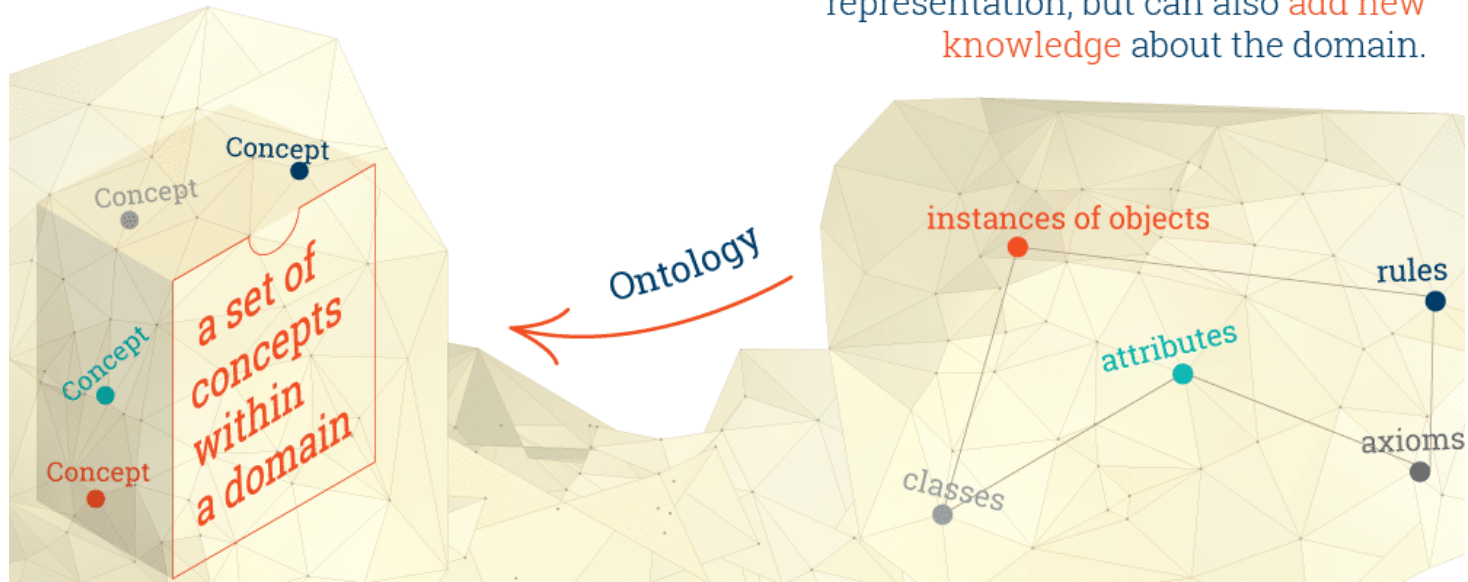 representation, but can also add new
knowledge about the domain.
Concept
Concept
Concept
Concept
a set of
concepts
within
a domain
Ontology
instances of objects
rules
attributes
axioms
classes